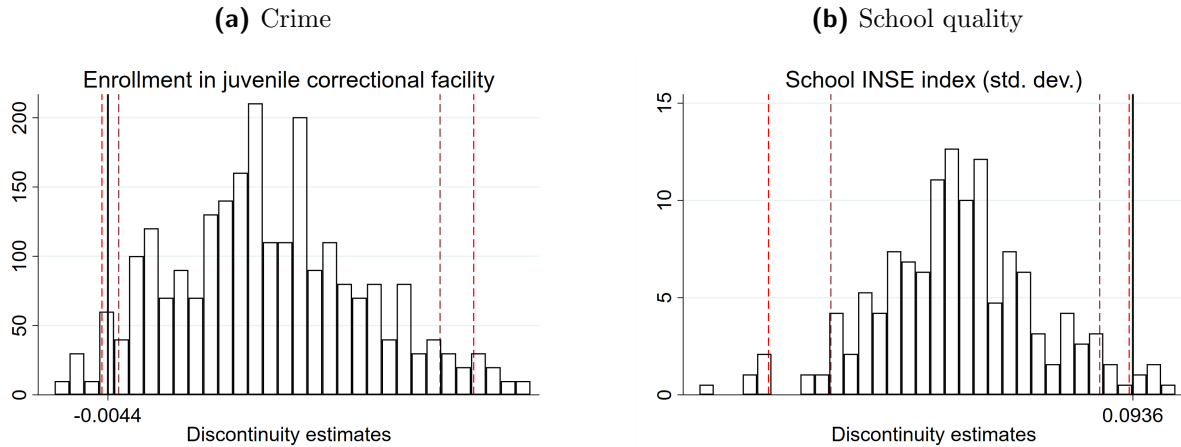 (a) Crime
Enrollment in juvenile correctional facility
200
150
100
50
0
-0.0044
Discontinuity estimates
(b) School quality
School INSE index (std. dev.)
15
10
5
0
0.0936
Discontinuity estimates